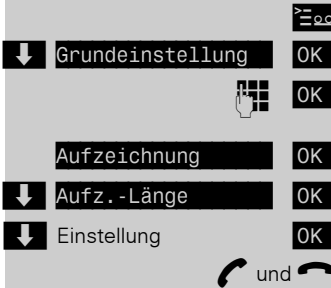 Grundeinstellung OK
OK
Aufzeichnung OK
Aufz.-Länge OK
Einstellung OK
und